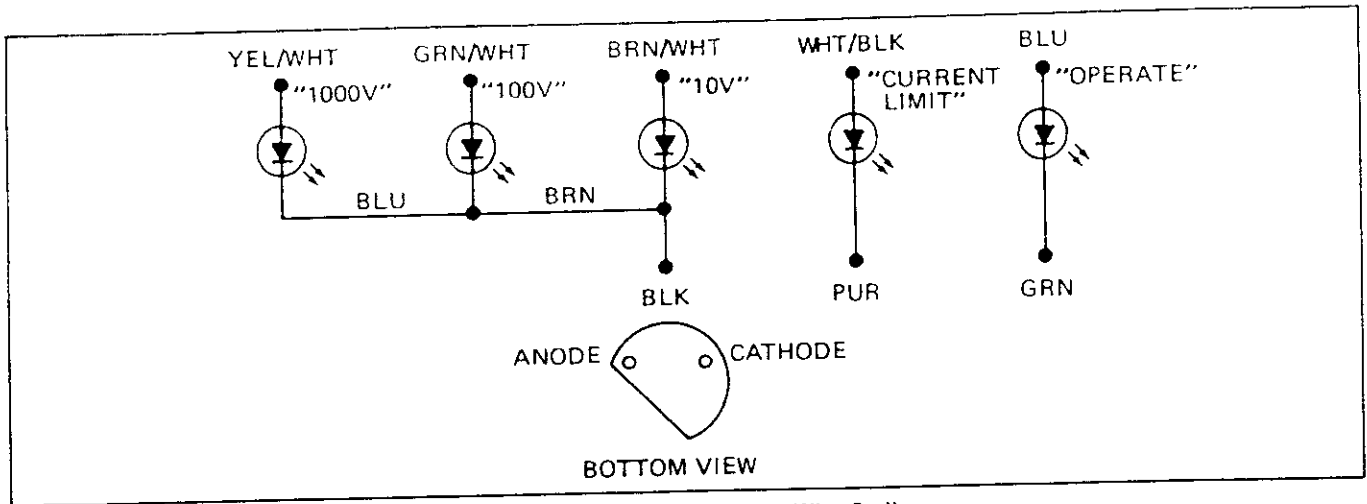 YEL/WHT GRN/WHT BRN/WHT WHT/BLK BLU
"1000V" "100V" "10V" "CURRENT LIMIT" "OPERATE"
BLU BRN
BLK PUR GRN
ANODE CATHODE
BOTTOM VIEW